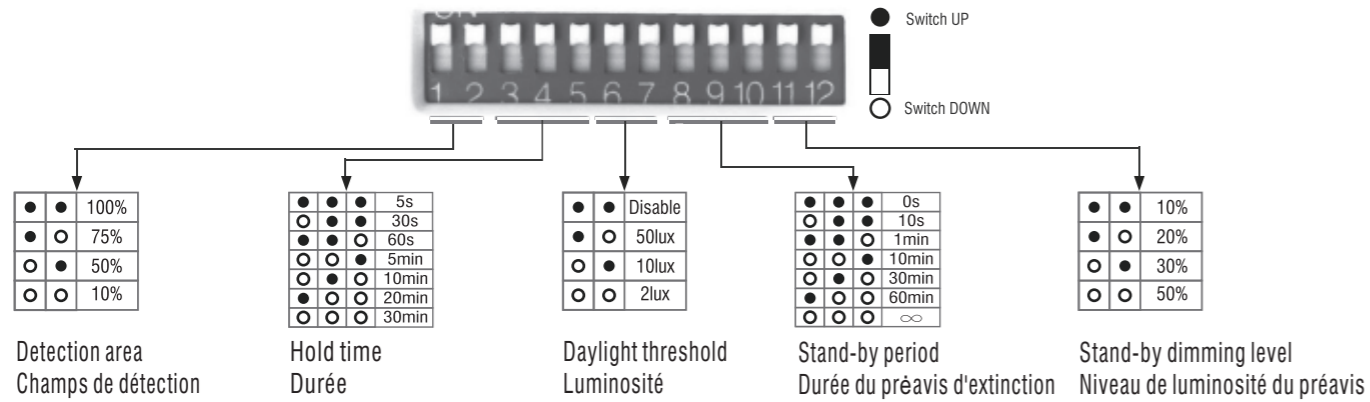 ON
● Switch UP
○ Switch DOWN
1 2 3 4 5 6 7 8 9 10 11 12
● ● 100%
● ○ 75%
○ ● 50%
○ ○ 10%
Detection area
Champs de détection
● ● ● 5s
○ ● ● 30s
● ● ○ 60s
○ ○ ● 5min
○ ● ○ 10min
● ○ ○ 20min
○ ○ ○ 30min
Hold time
Durée
● ● Disable
● ○ 50lux
○ ● 10lux
○ ○ 2lux
Daylight threshold
Luminosité
● ● ● 0s
○ ● ● 10s
● ● ○ 1min
○ ○ ● 10min
○ ● ○ 30min
● ○ ○ 60min
○ ○ ○ ∞
Stand-by period
Durée du préavis d'extinction
● ● 10%
● ○ 20%
○ ● 30%
○ ○ 50%
Stand-by dimming level
Niveau de luminosité du préavis